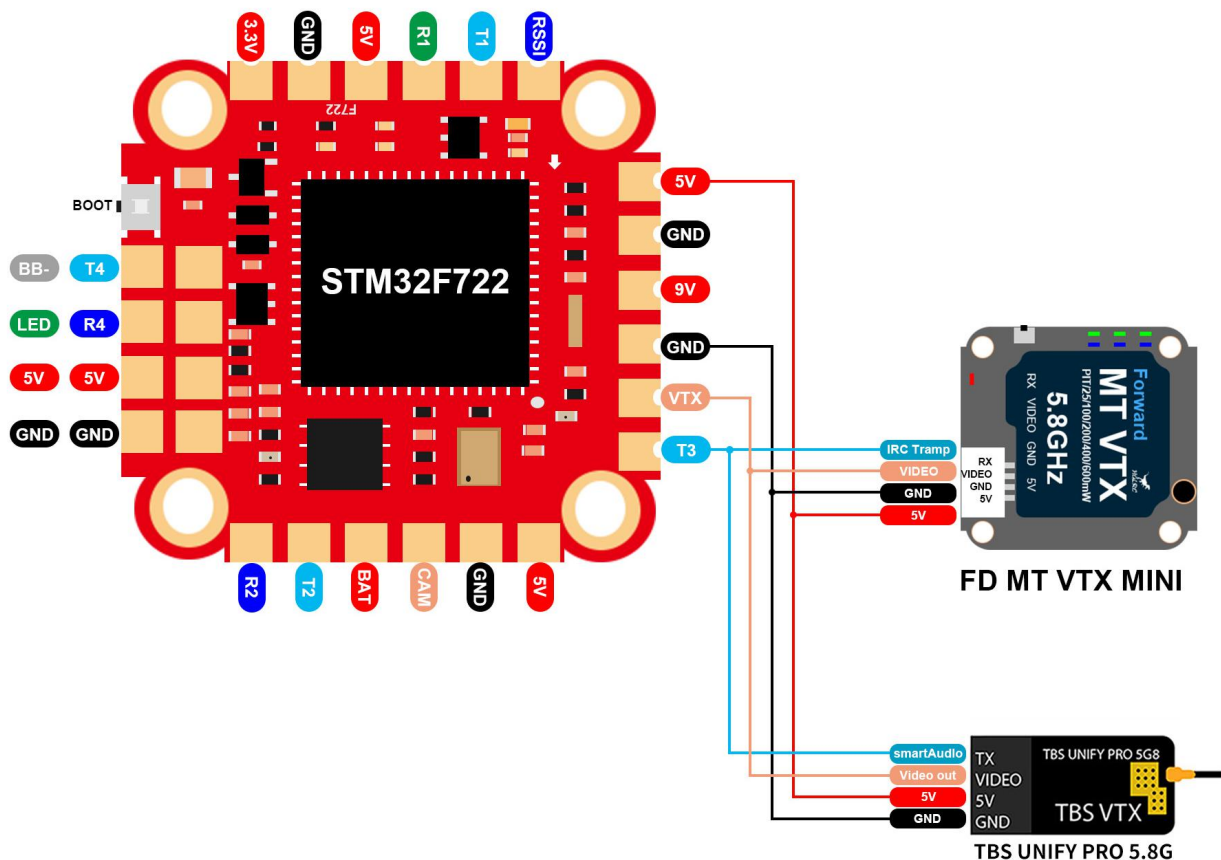 3.3V
GND
5V
R1
T1
RSSI
F722
BOOT
BB-
T4
LED
R4
5V
5V
GND
GND
STM32F722
5V
GND
9V
GND
VTX
T3
R2
T2
BAT
CAM
GND
5V
IRC Tramp
VIDEO
GND
5V
RX
VIDEO
GND
5V
RX VIDEO GND 5V
5.8GHz
PIT/25/100/200/400/600mW
MT VTX
Forward
FD MT VTX MINI
smartAudio
Video out
5V
GND
TX
VIDEO
5V
GND
TBS UNIFY PRO 5G8
TBS VTX
TBS UNIFY PRO 5.8G